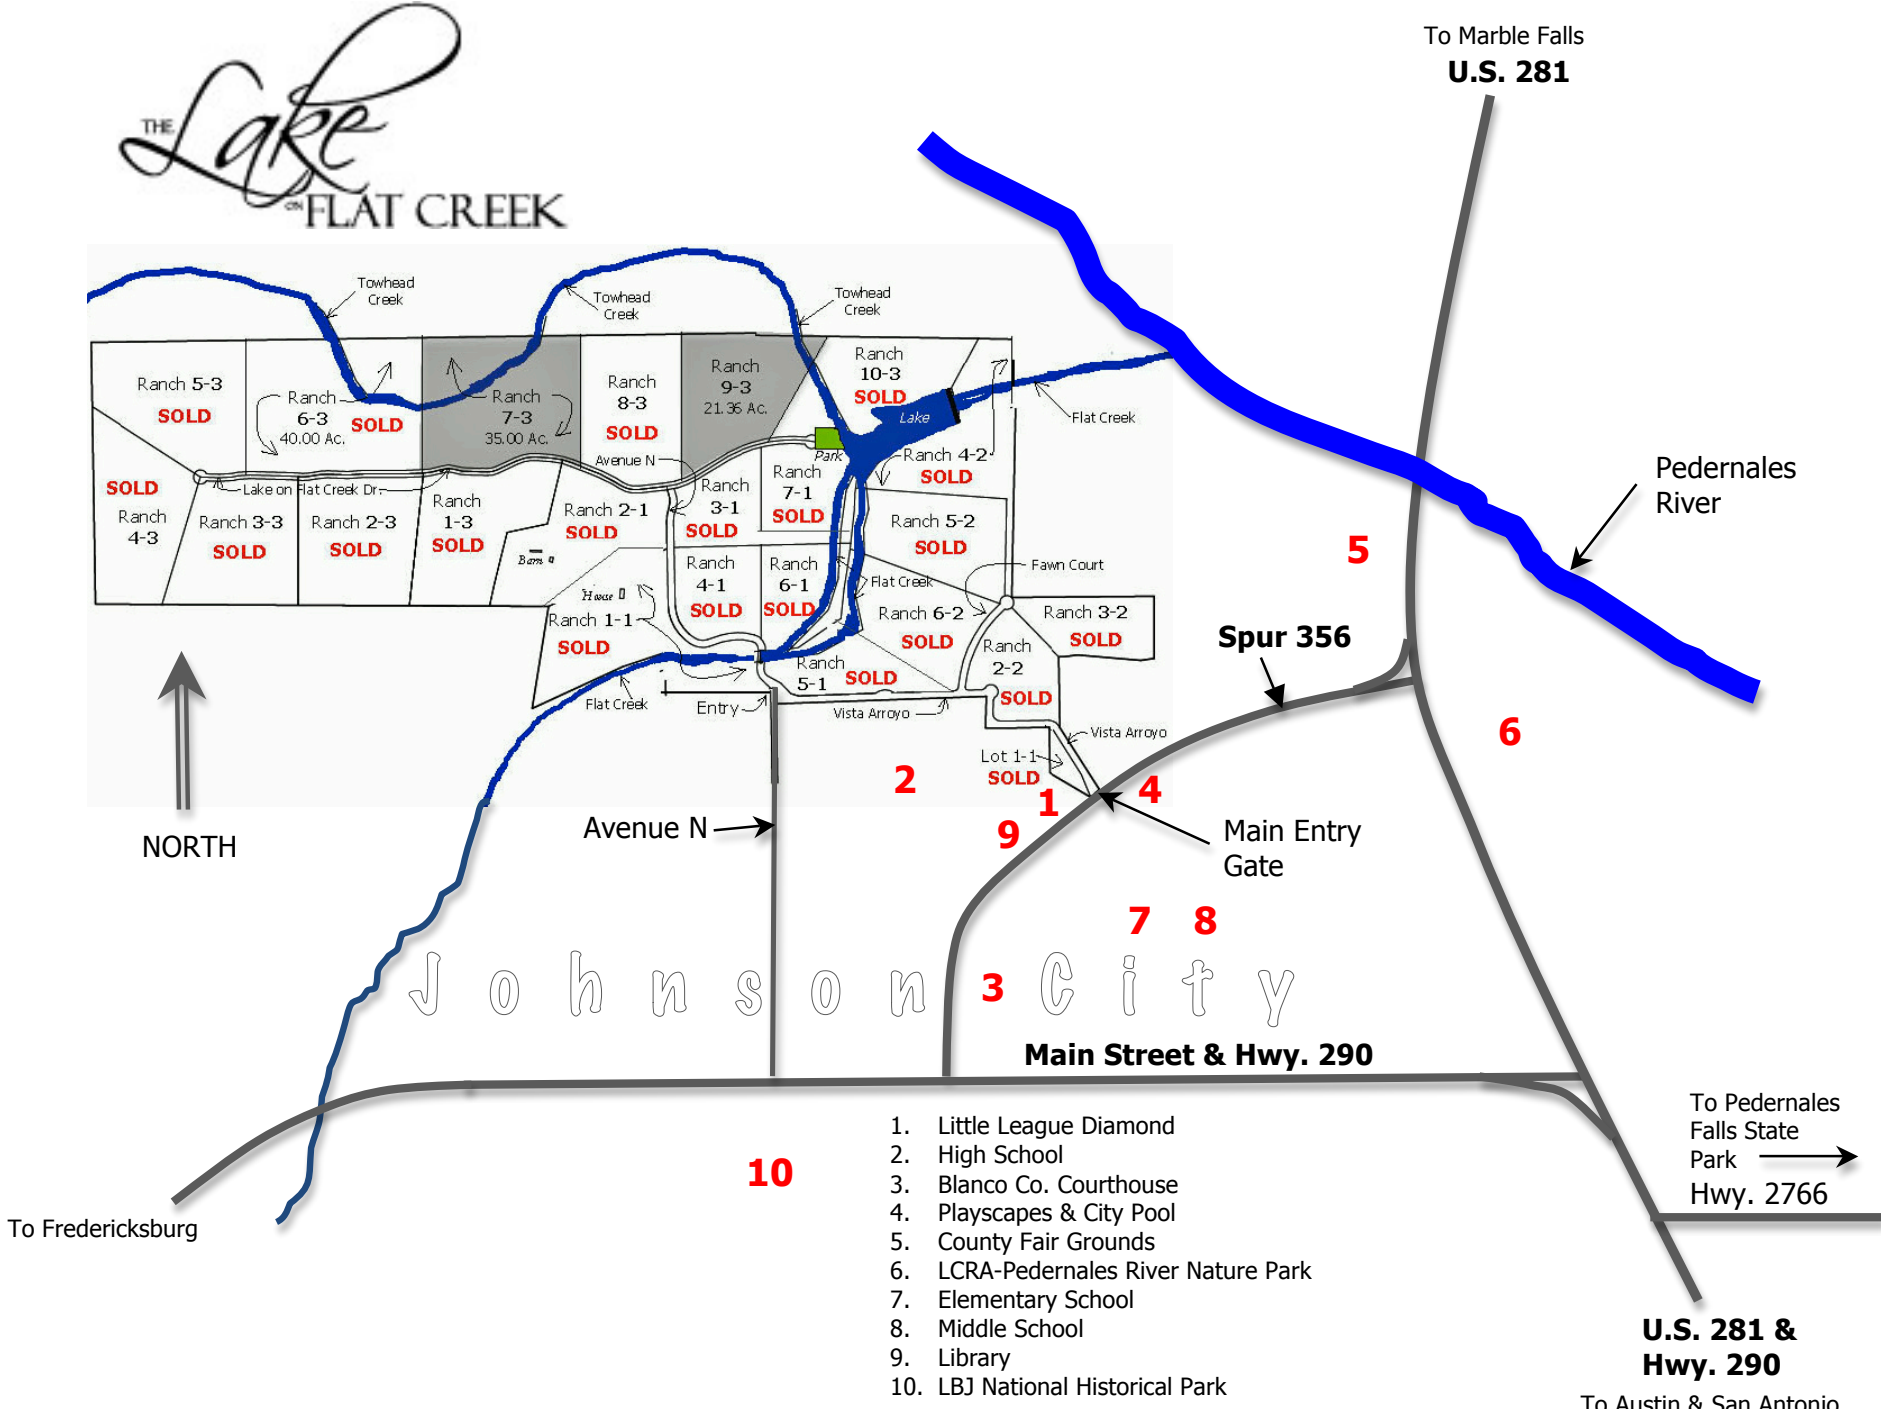 To Marble Falls
U.S. 281
THE
Lake
ON
FLAT CREEK
Towhead
Creek
Towhead
Creek
Towhead
Creek
Ranch 5-3
SOLD
Ranch
6-3
40.00 Ac.
SOLD
Ranch
7-3
35.00 Ac.
Ranch
8-3
SOLD
Ranch
9-3
21.36 Ac.
Ranch
10-3
SOLD
Lake
Flat Creek
Park
Avenue N
Ranch 4-2
SOLD
SOLD
Ranch
4-3
Lake on Flat Creek Dr.
Ranch 3-3
SOLD
Ranch 2-3
SOLD
Ranch
1-3
SOLD
Ranch 2-1
SOLD
Ranch
3-1
SOLD
Ranch
7-1
SOLD
Ranch 5-2
SOLD
Barn
House
Ranch
4-1
SOLD
Ranch
6-1
SOLD
Flat Creek
Fawn Court
Ranch 1-1
SOLD
Ranch 6-2
SOLD
Ranch 3-2
SOLD
Ranch
2-2
SOLD
Ranch
5-1
SOLD
Flat Creek
Entry
Vista Arroyo
Vista Arroyo
Lot 1-1
SOLD
Pedernales
River
5
Spur 356
6
2
1
4
9
NORTH
Avenue N
Main Entry
Gate
7
8
Johnson City
3
Main Street & Hwy. 290
To Pedernales
Falls State
Park
Hwy. 2766
10
To Fredericksburg
1. Little League Diamond
2. High School
3. Blanco Co. Courthouse
4. Playscapes & City Pool
5. County Fair Grounds
6. LCRA-Pedernales River Nature Park
7. Elementary School
8. Middle School
9. Library
10. LBJ National Historical Park
U.S. 281 &
Hwy. 290
To Austin & San Antonio